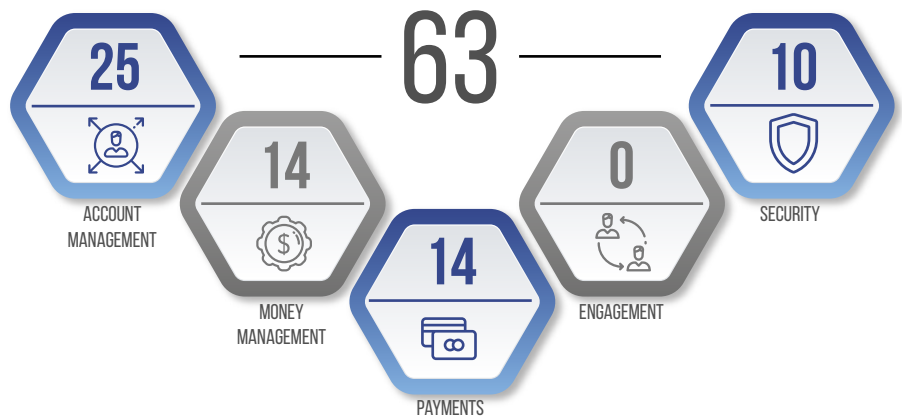 63
25
ACCOUNT
MANAGEMENT
14
$
MONEY
MANAGEMENT
14
PAYMENTS
0
ENGAGEMENT
10
SECURITY